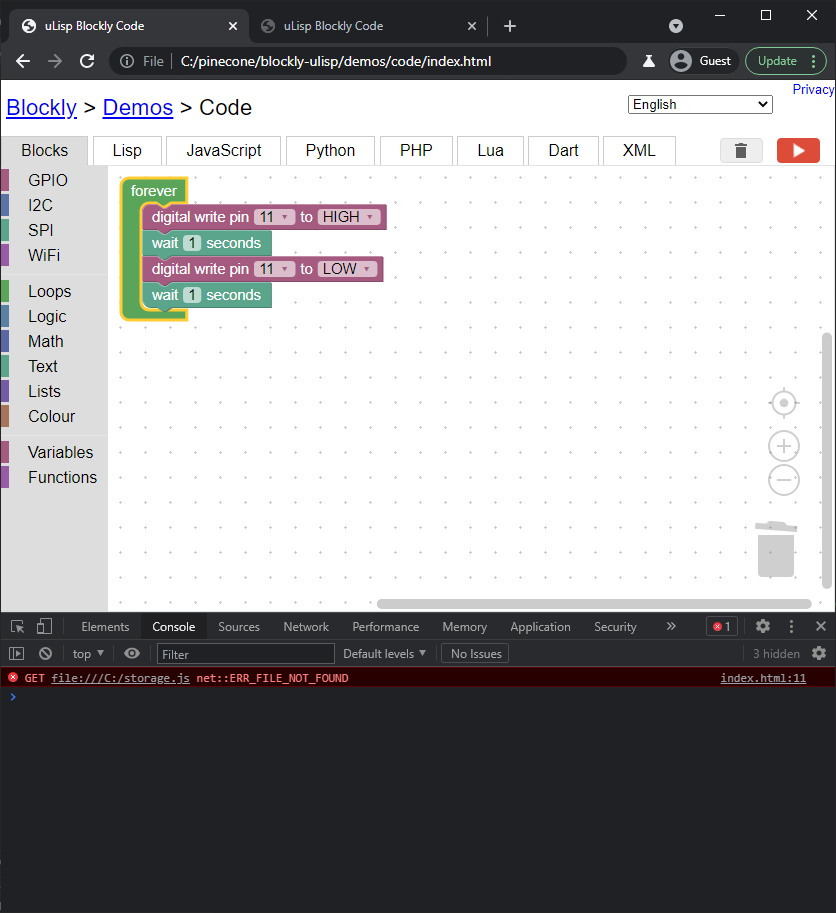 uLisp Blockly Code
uLisp Blockly Code
File C:/pinecone/blockly-ulisp/demos/code/index.html
Guest
Update
Privacy
Blockly > Demos > Code
English
Blocks Lisp JavaScript Python PHP Lua Dart XML
GPIO
I2C
SPI
WiFi
Loops
Logic
Math
Text
Lists
Colour
Variables
Functions
forever
digital write pin 11 to HIGH
wait 1 seconds
digital write pin 11 to LOW
wait 1 seconds
Elements Console Sources Network Performance Memory Application Security » 1
top Filter Default levels No Issues 3 hidden
GET file:///C:/storage.js net::ERR_FILE_NOT_FOUND index.html:11